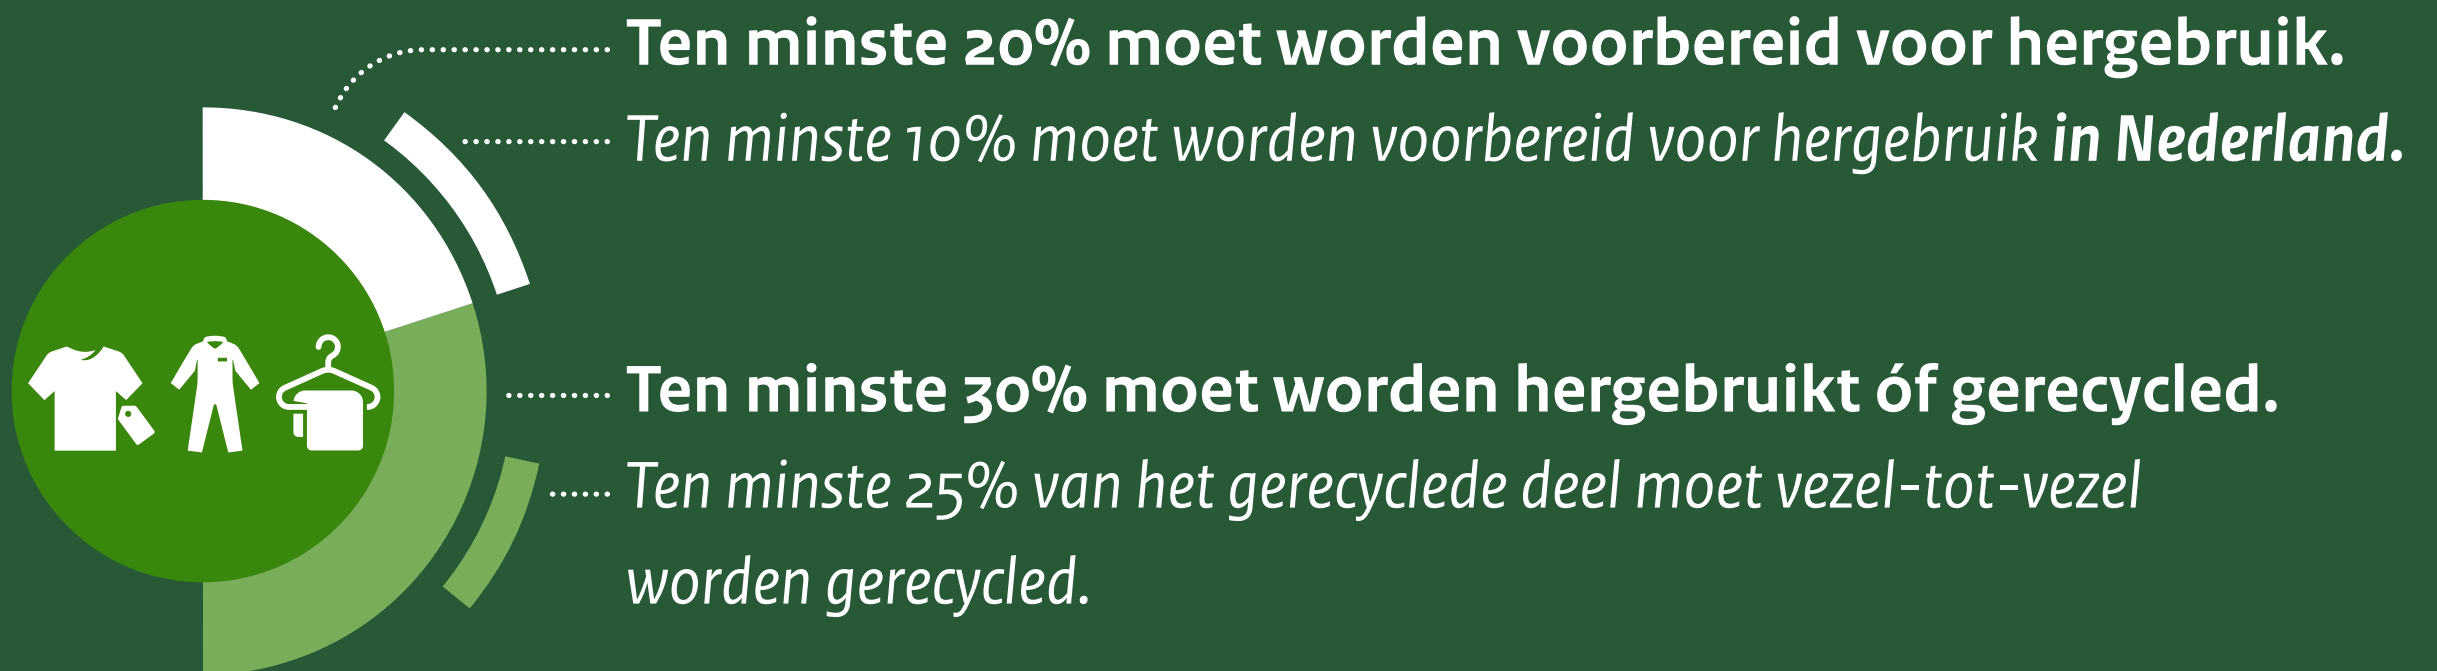 Ten minste 20% moet worden voorbereid voor hergebruik.
Ten minste 10% moet worden voorbereid voor hergebruik in Nederland.
Ten minste 30% moet worden hergebruikt óf gerecycled.
Ten minste 25% van het gerecyclede deel moet vezel-tot-vezel
worden gerecycled.